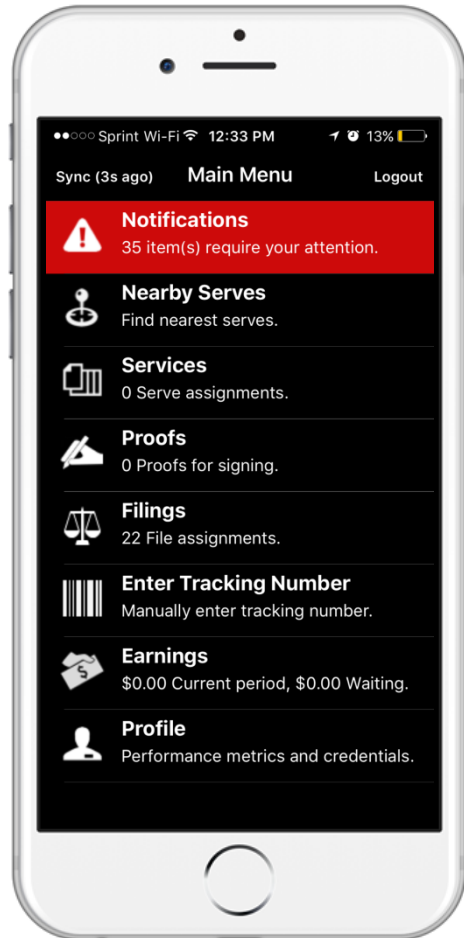 ●●○○○ Sprint Wi-Fi 12:33 PM 13%
Sync (3s ago) Main Menu Logout
Notifications
35 item(s) require your attention.
Nearby Serves
Find nearest serves.
Services
0 Serve assignments.
Proofs
0 Proofs for signing.
Filings
22 File assignments.
Enter Tracking Number
Manually enter tracking number.
Earnings
$0.00 Current period, $0.00 Waiting.
Profile
Performance metrics and credentials.